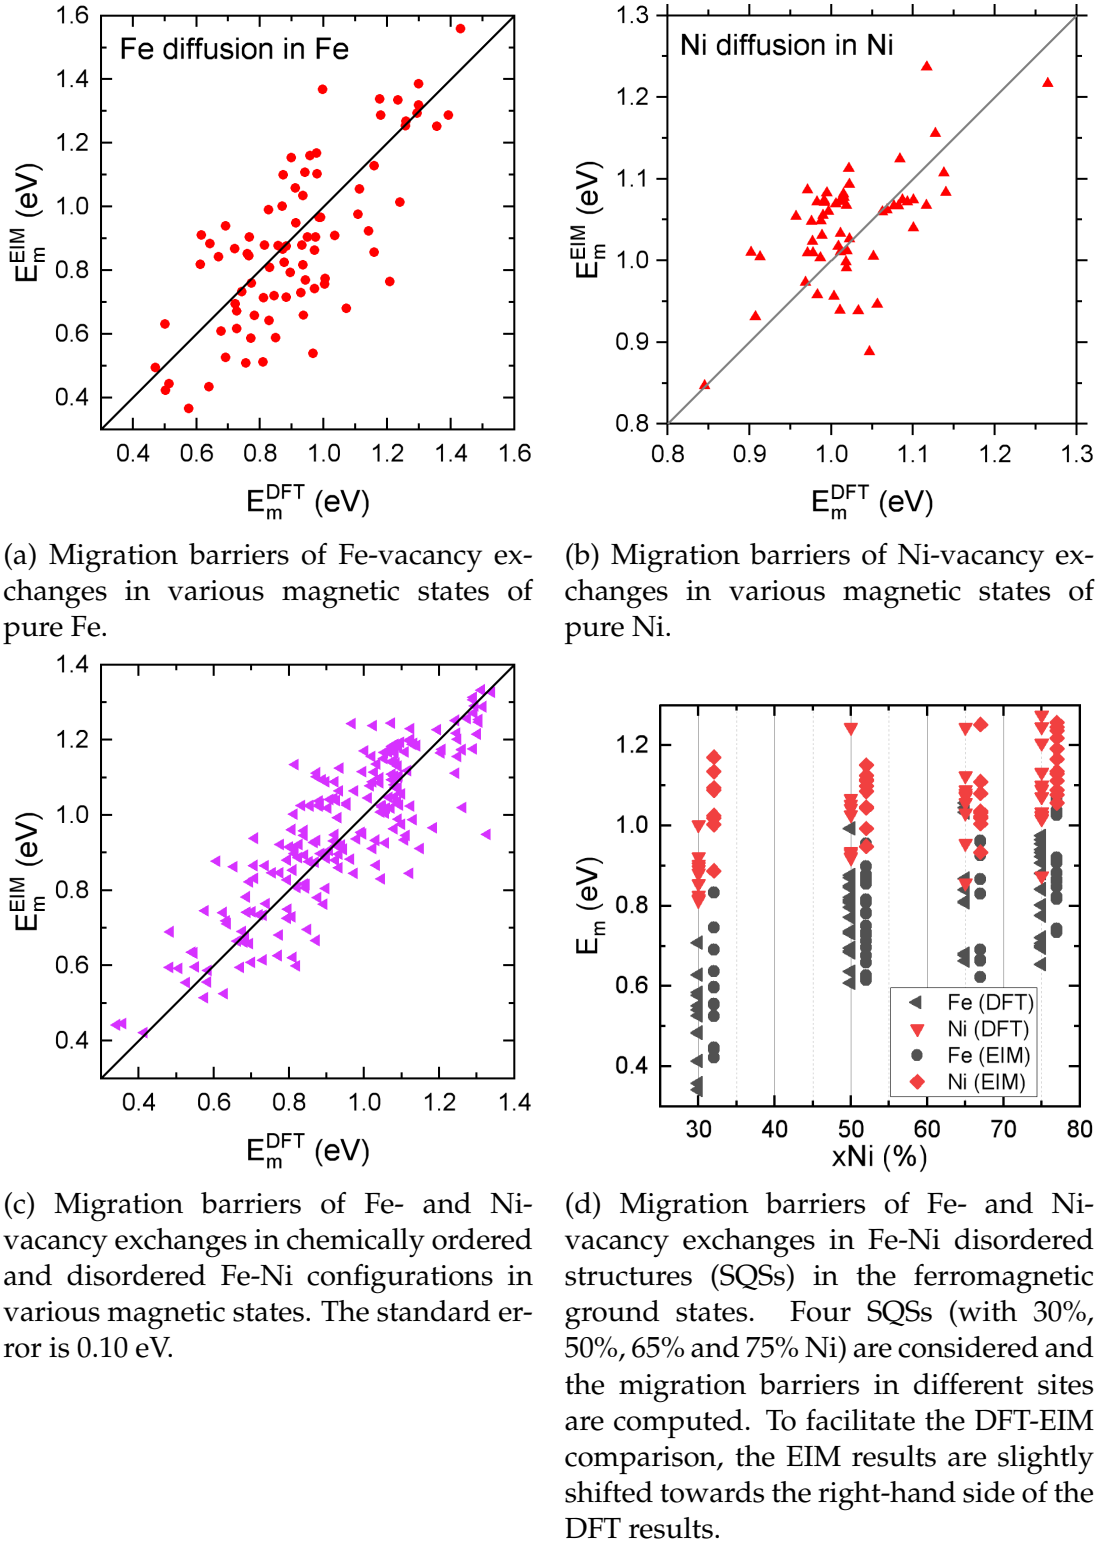 Fe diffusion in Fe
1.6
1.4
1.2
1.0
0.8
0.6
0.4
E_m^EIM (eV)
0.4 0.6 0.8 1.0 1.2 1.4 1.6
E_m^DFT (eV)
(a) Migration barriers of Fe-vacancy ex-
changes in various magnetic states of
pure Fe.
Ni diffusion in Ni
1.3
1.2
1.1
1.0
0.9
0.8
E_m^EIM (eV)
0.8 0.9 1.0 1.1 1.2 1.3
E_m^DFT (eV)
(b) Migration barriers of Ni-vacancy ex-
changes in various magnetic states of
pure Ni.
1.4
1.2
1.0
0.8
0.6
0.4
E_m^EIM (eV)
0.4 0.6 0.8 1.0 1.2 1.4
E_m^DFT (eV)
(c) Migration barriers of Fe- and Ni-
vacancy exchanges in chemically ordered
and disordered Fe-Ni configurations in
various magnetic states. The standard er-
ror is 0.10 eV.
1.2
1.0
0.8
0.6
0.4
E_m (eV)
Fe (DFT)
Ni (DFT)
Fe (EIM)
Ni (EIM)
30 40 50 60 70 80
xNi (%)
(d) Migration barriers of Fe- and Ni-
vacancy exchanges in Fe-Ni disordered
structures (SQSs) in the ferromagnetic
ground states. Four SQSs (with 30%,
50%, 65% and 75% Ni) are considered and
the migration barriers in different sites
are computed. To facilitate the DFT-EIM
comparison, the EIM results are slightly
shifted towards the right-hand side of the
DFT results.